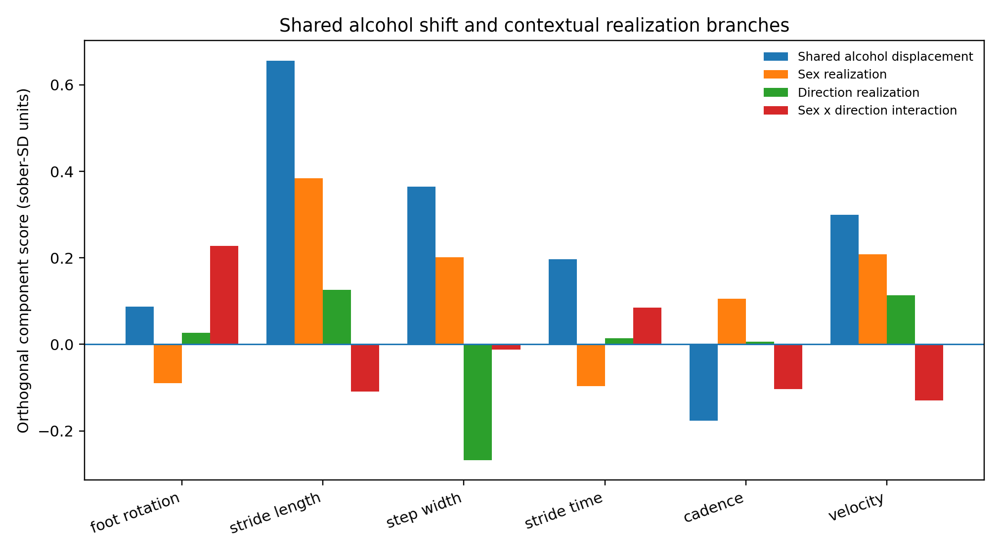 Shared alcohol shift and contextual realization branches
Orthogonal component score (sober-SD units)
0.6
0.4
0.2
0.0
−0.2
Shared alcohol displacement
Sex realization
Direction realization
Sex x direction interaction
foot rotation
stride length
step width
stride time
cadence
velocity